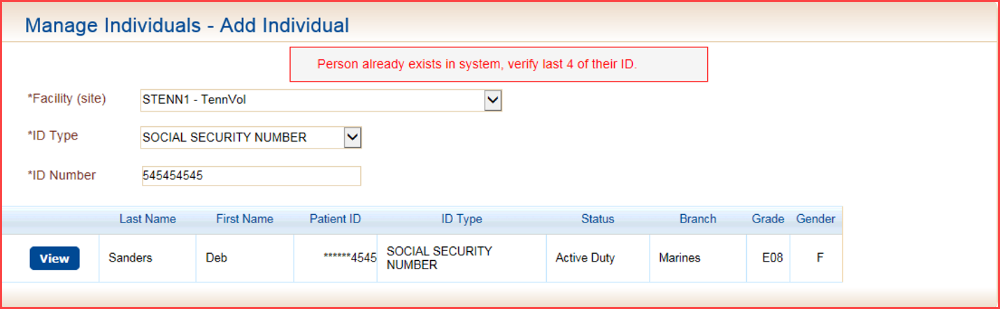 Manage Individuals - Add Individual
Person already exists in system, verify last 4 of their ID.
*Facility (site) STENN1 - TennVol
*ID Type SOCIAL SECURITY NUMBER
*ID Number 545454545
Last Name First Name Patient ID ID Type Status Branch Grade Gender
View Sanders Deb ******4545 SOCIAL SECURITY NUMBER Active Duty Marines E08 F